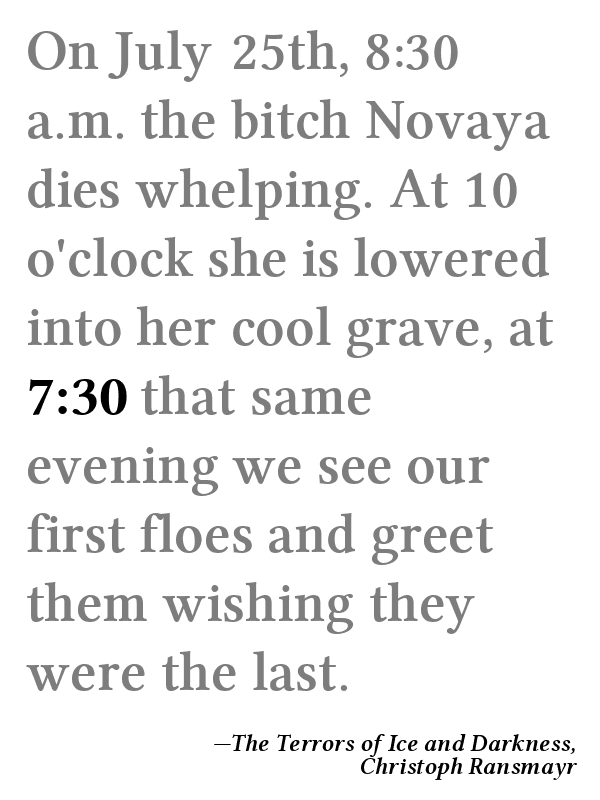 On July 25th, 8:30
a.m. the bitch Novaya
dies whelping. At 10
o'clock she is lowered
into her cool grave, at
7:30 that same
evening we see our
first floes and greet
them wishing they
were the last.
—The Terrors of Ice and Darkness,
Christoph Ransmayr